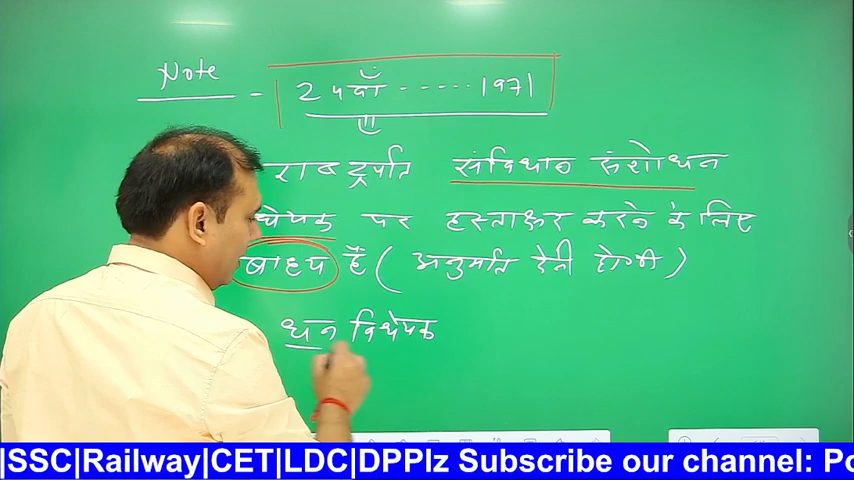 Note - 24वाँ ...... 1971
राष्ट्रपति संविधान संशोधन
धेयक पर हस्ताक्षर करने के लिए
बाह्य है ( अनुमति देनी होगी )
धन विधेयक
|SSC|Railway|CET|LDC|DPPlz Subscribe our channel: Po